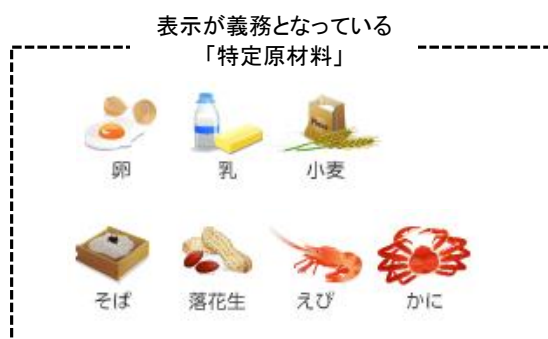 表示が義務となっている
「特定原材料」
卵 乳 小麦
そば 落花生 えび かに